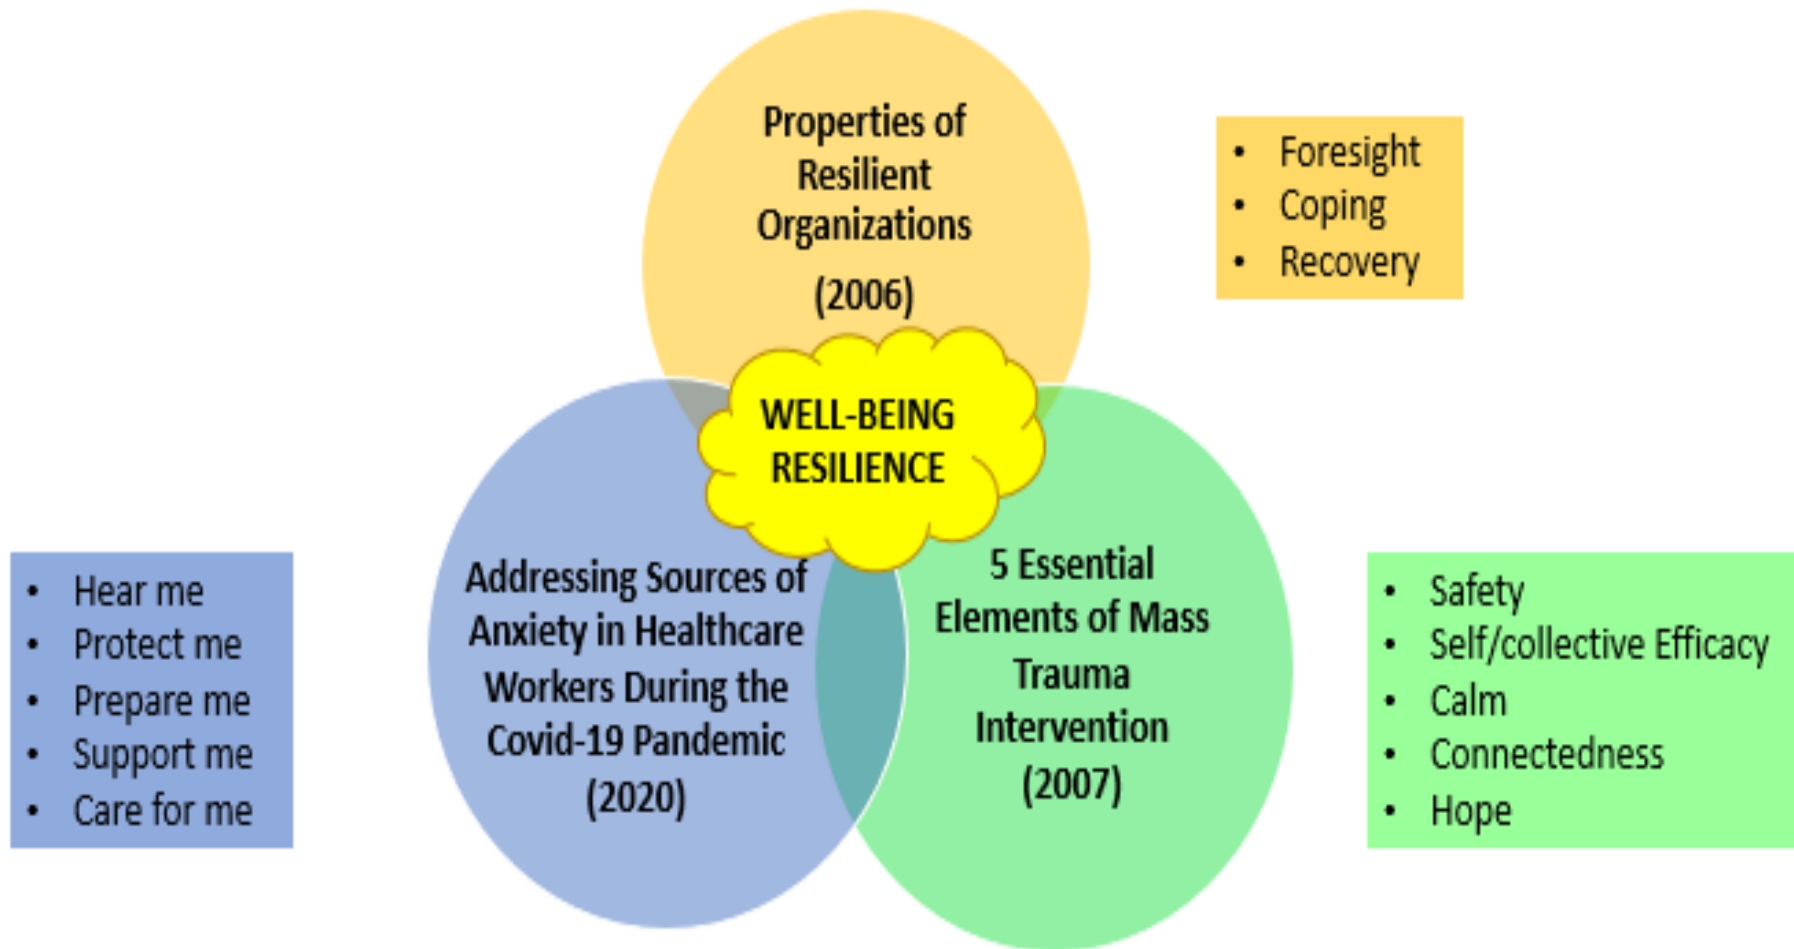 Properties of
Resilient
Organizations
(2006)
• Foresight
• Coping
• Recovery
WELL-BEING
RESILIENCE
Addressing Sources of
Anxiety in Healthcare
Workers During the
Covid-19 Pandemic
(2020)
5 Essential
Elements of Mass
Trauma
Intervention
(2007)
• Hear me
• Protect me
• Prepare me
• Support me
• Care for me
• Safety
• Self/collective Efficacy
• Calm
• Connectedness
• Hope